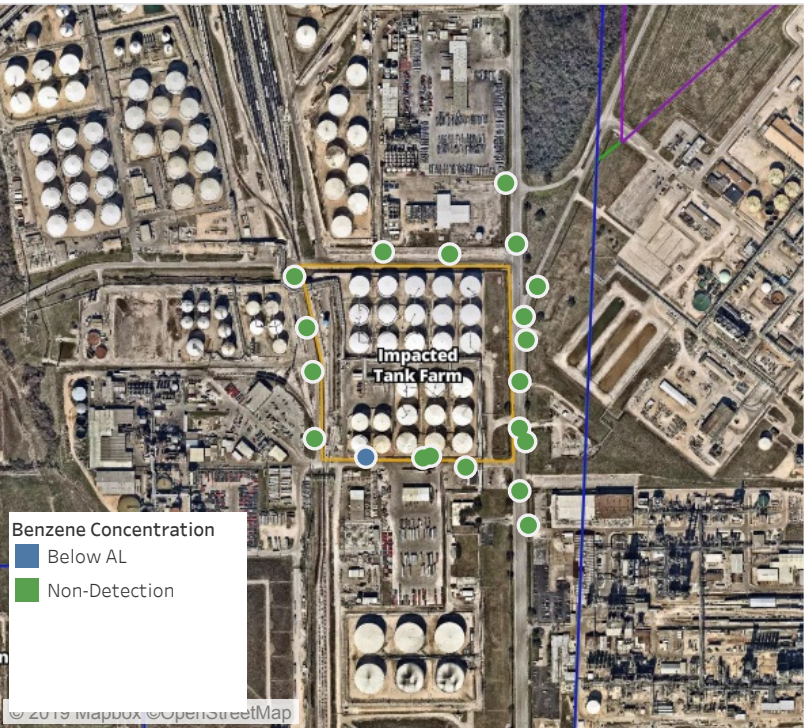 Impacted
Tank Farm
Benzene Concentration
Below AL
Non-Detection
n
© 2019 Mapbox ©OpenStreetMap